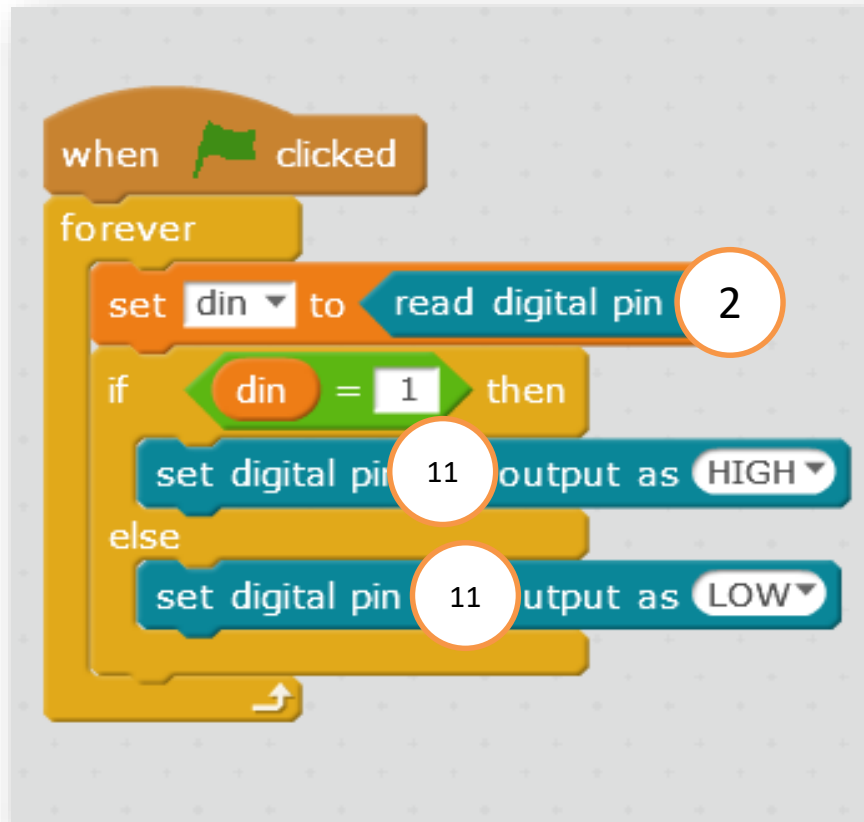 when clicked
forever
set din to read digital pin 2
if din = 1 then
set digital pi 11 output as HIGH
else
set digital pin 11 utput as LOW